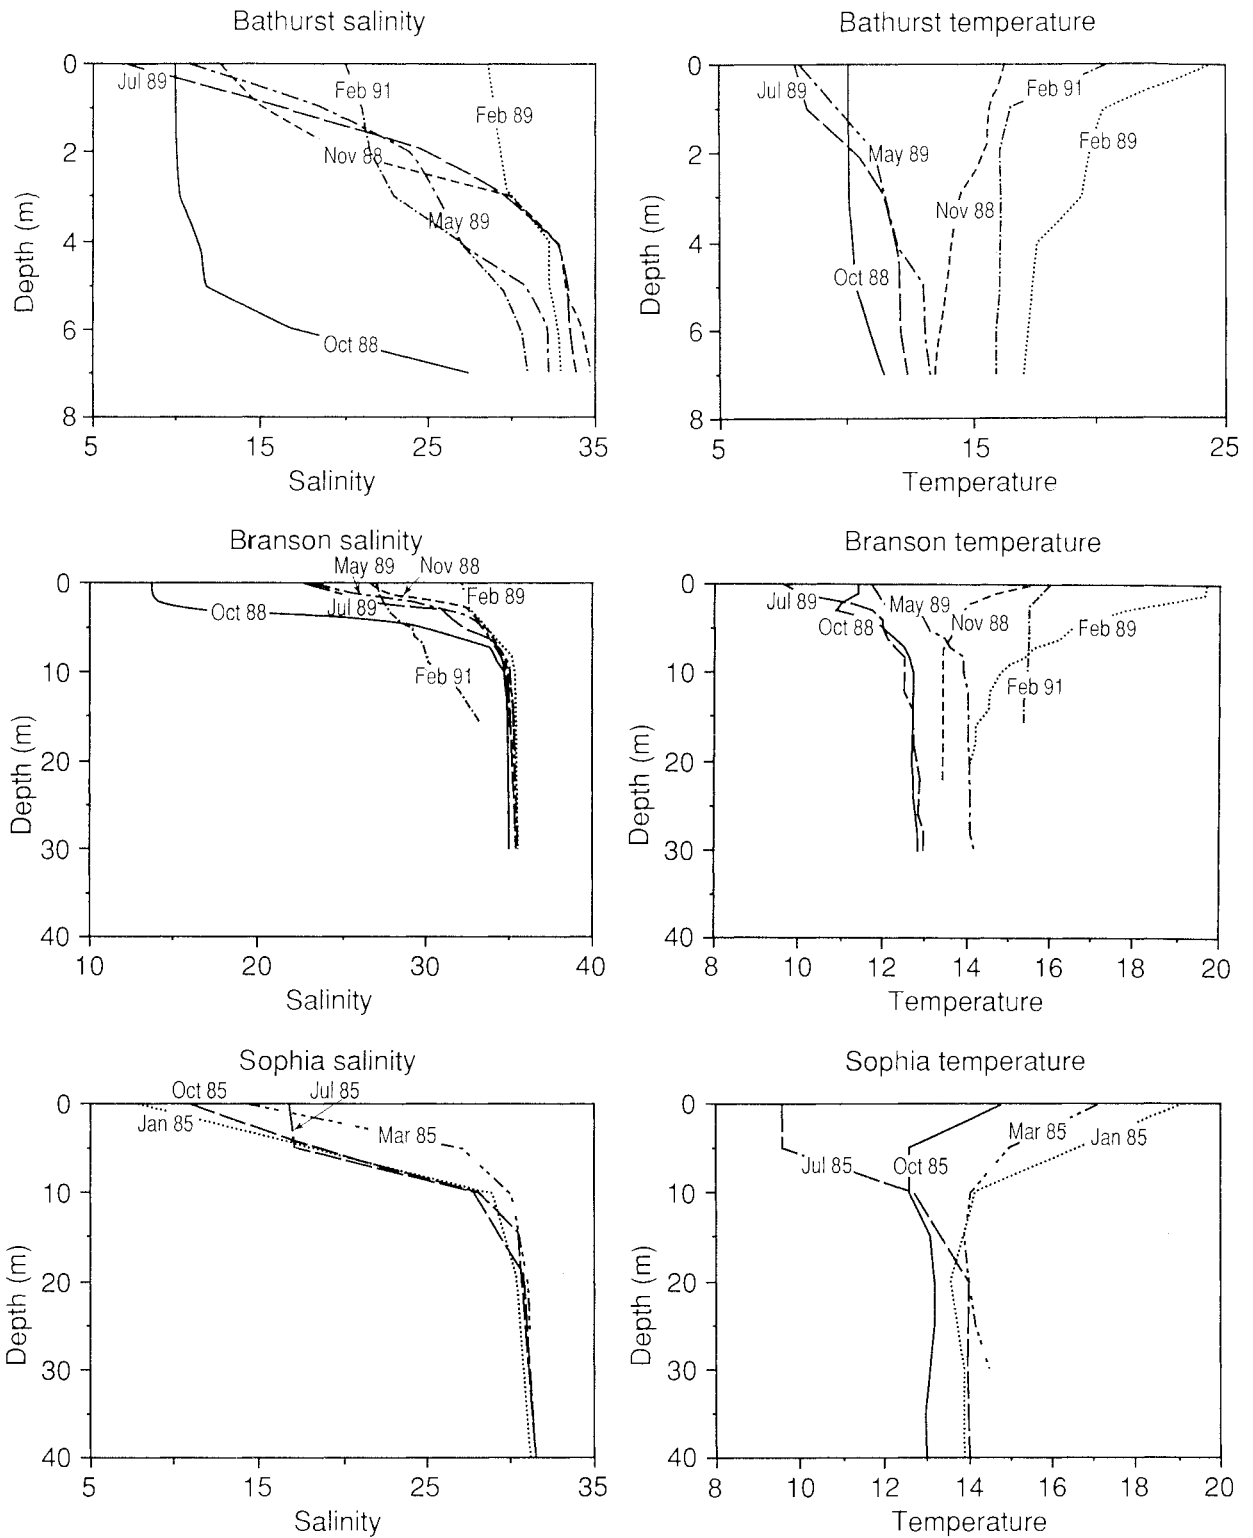 Bathurst salinity
0
2
4
6
8
Depth (m)
Jul 89
Feb 91
Feb 89
Nov 88
May 89
Oct 88
5
15
25
35
Salinity
Bathurst temperature
0
2
4
6
8
Depth (m)
Jul 89
Feb 91
Feb 89
May 89
Nov 88
Oct 88
5
15
25
Temperature
Branson salinity
May 89
Nov 88
0
10
20
30
40
Depth (m)
Oct 88
Jul 89
Feb 89
Feb 91
10
20
30
40
Salinity
Branson temperature
0
10
20
30
40
Depth (m)
Jul 89
May 89
Oct 88
Nov 88
Feb 89
Feb 91
8
10
12
14
16
18
20
Temperature
Sophia salinity
Oct 85
Jul 85
0
10
20
30
40
Depth (m)
Jan 85
Mar 85
5
15
25
35
Salinity
Sophia temperature
0
10
20
30
40
Depth (m)
Mar 85
Jan 85
Jul 85
Oct 85
8
10
12
14
16
18
20
Temperature